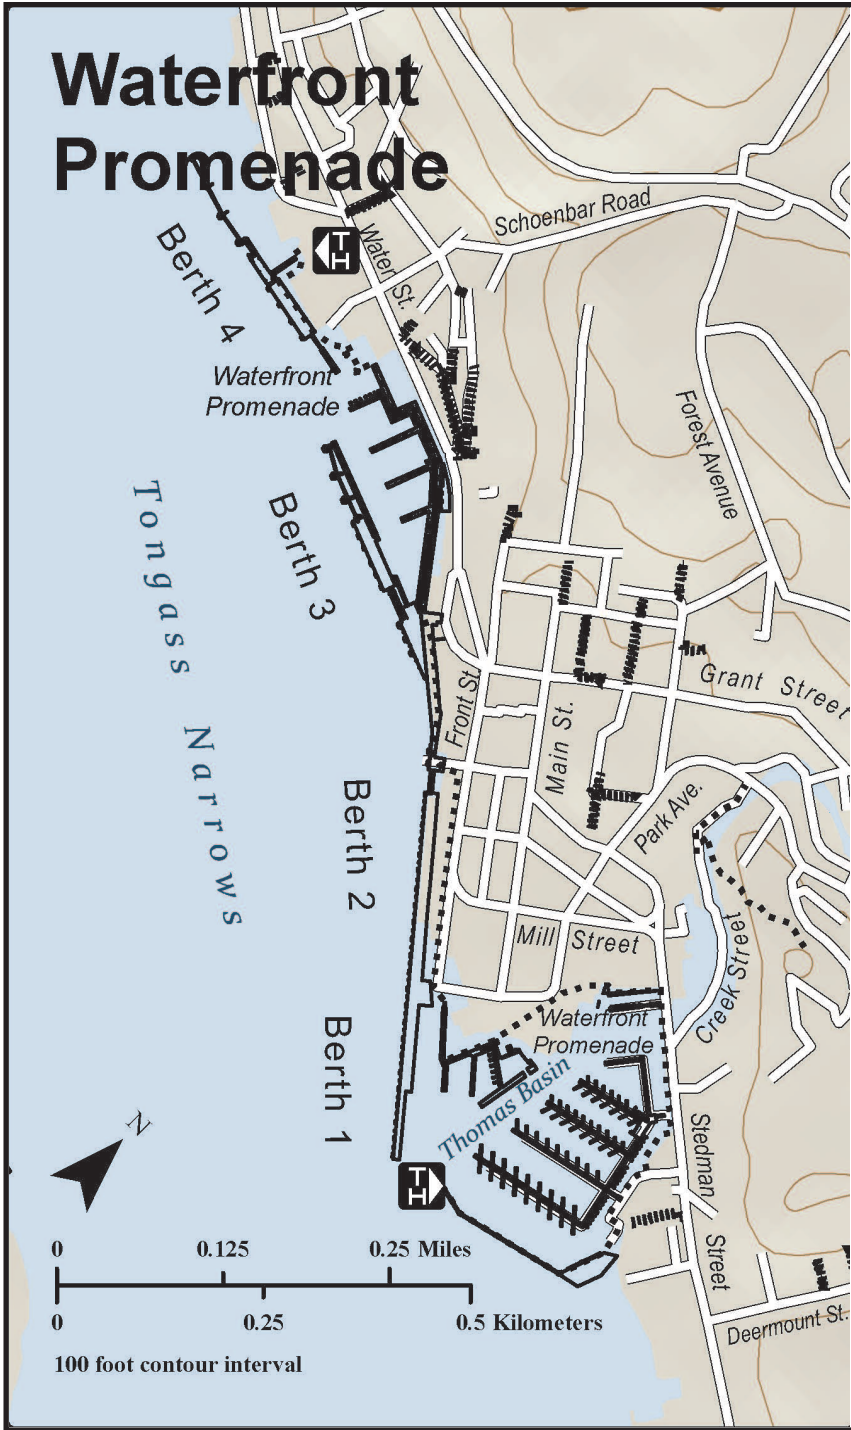 Waterfront
Promenade
Schoenbar Road
Water St.
TH
Berth 4
Waterfront
Promenade
Forest Avenue
Tongass Narrows
Berth 3
Grant Street
Front St.
Main St.
Berth 2
Park Ave.
Mill Street
Creek Street
Waterfront
Promenade
Berth 1
Thomas Basin
N
TH
Stedman Street
Deermount St.
0 0.125 0.25 Miles
0 0.25 0.5 Kilometers
100 foot contour interval